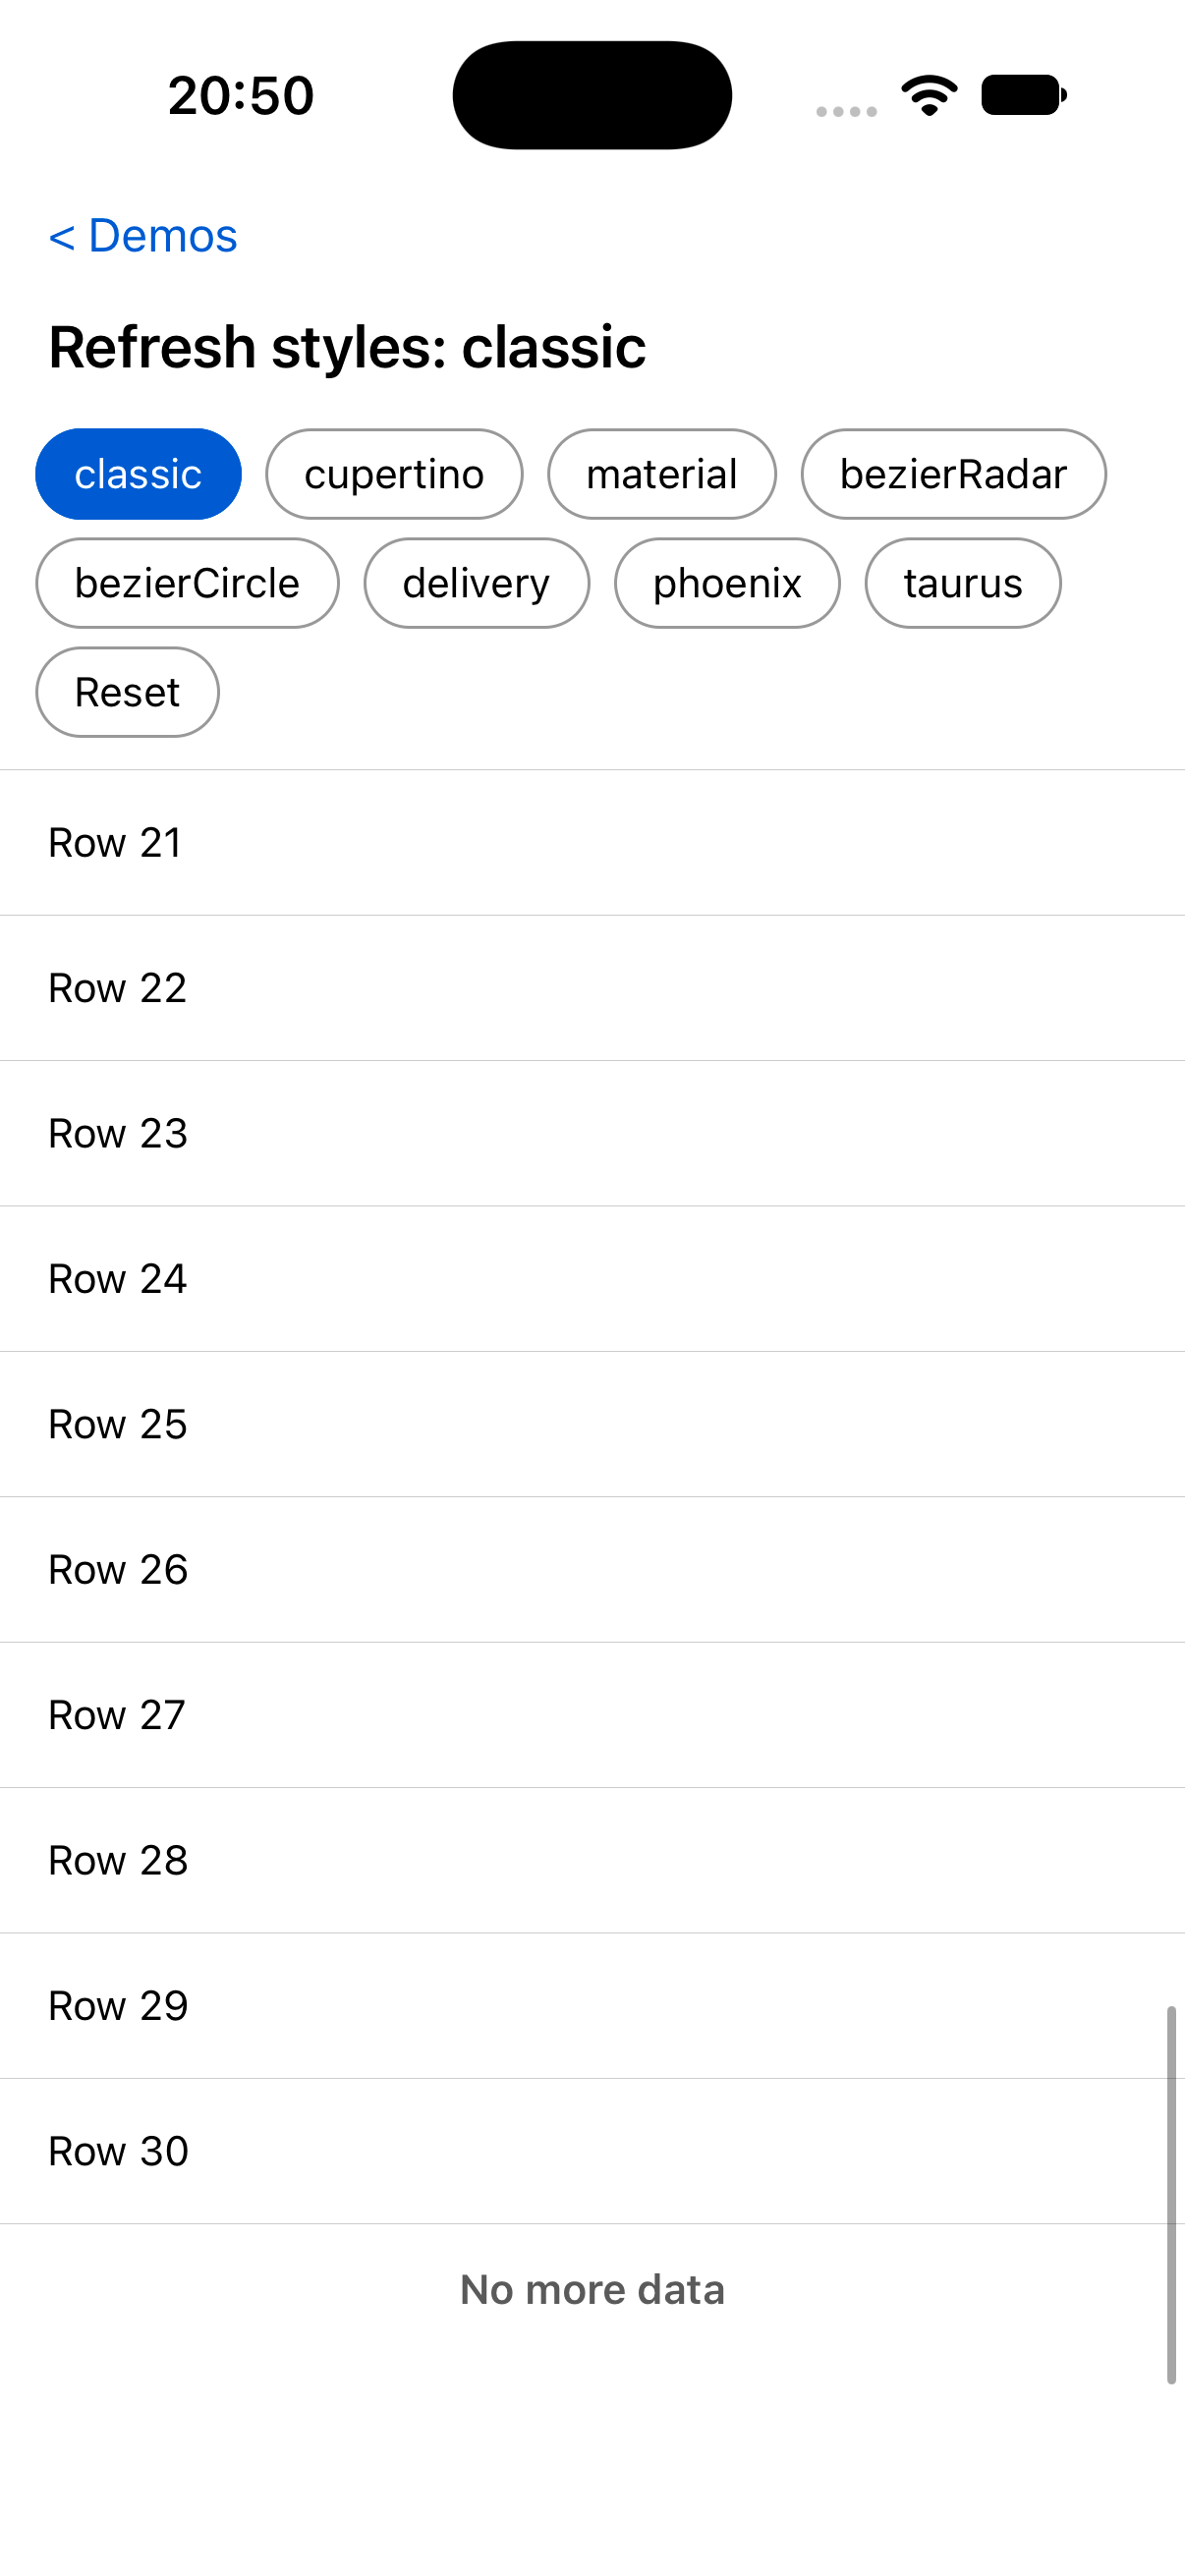 20:50
< Demos
Refresh styles: classic
classic cupertino material bezierRadar
bezierCircle delivery phoenix taurus
Reset
Row 21
Row 22
Row 23
Row 24
Row 25
Row 26
Row 27
Row 28
Row 29
Row 30
No more data